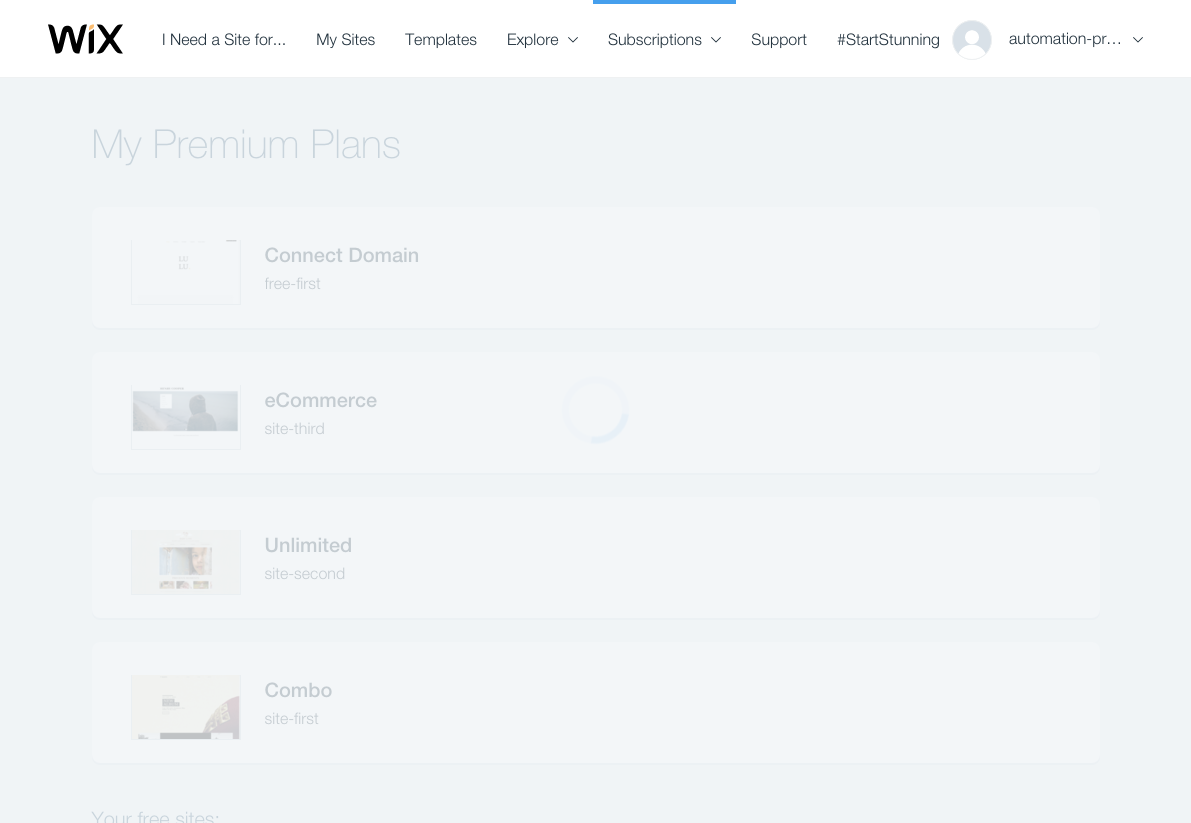 WiX
I Need a Site for... My Sites Templates Explore Subscriptions Support #StartStunning automation-pr...
My Premium Plans
Connect Domain
free-first
eCommerce
site-third
Unlimited
site-second
Combo
site-first
Your free sites: